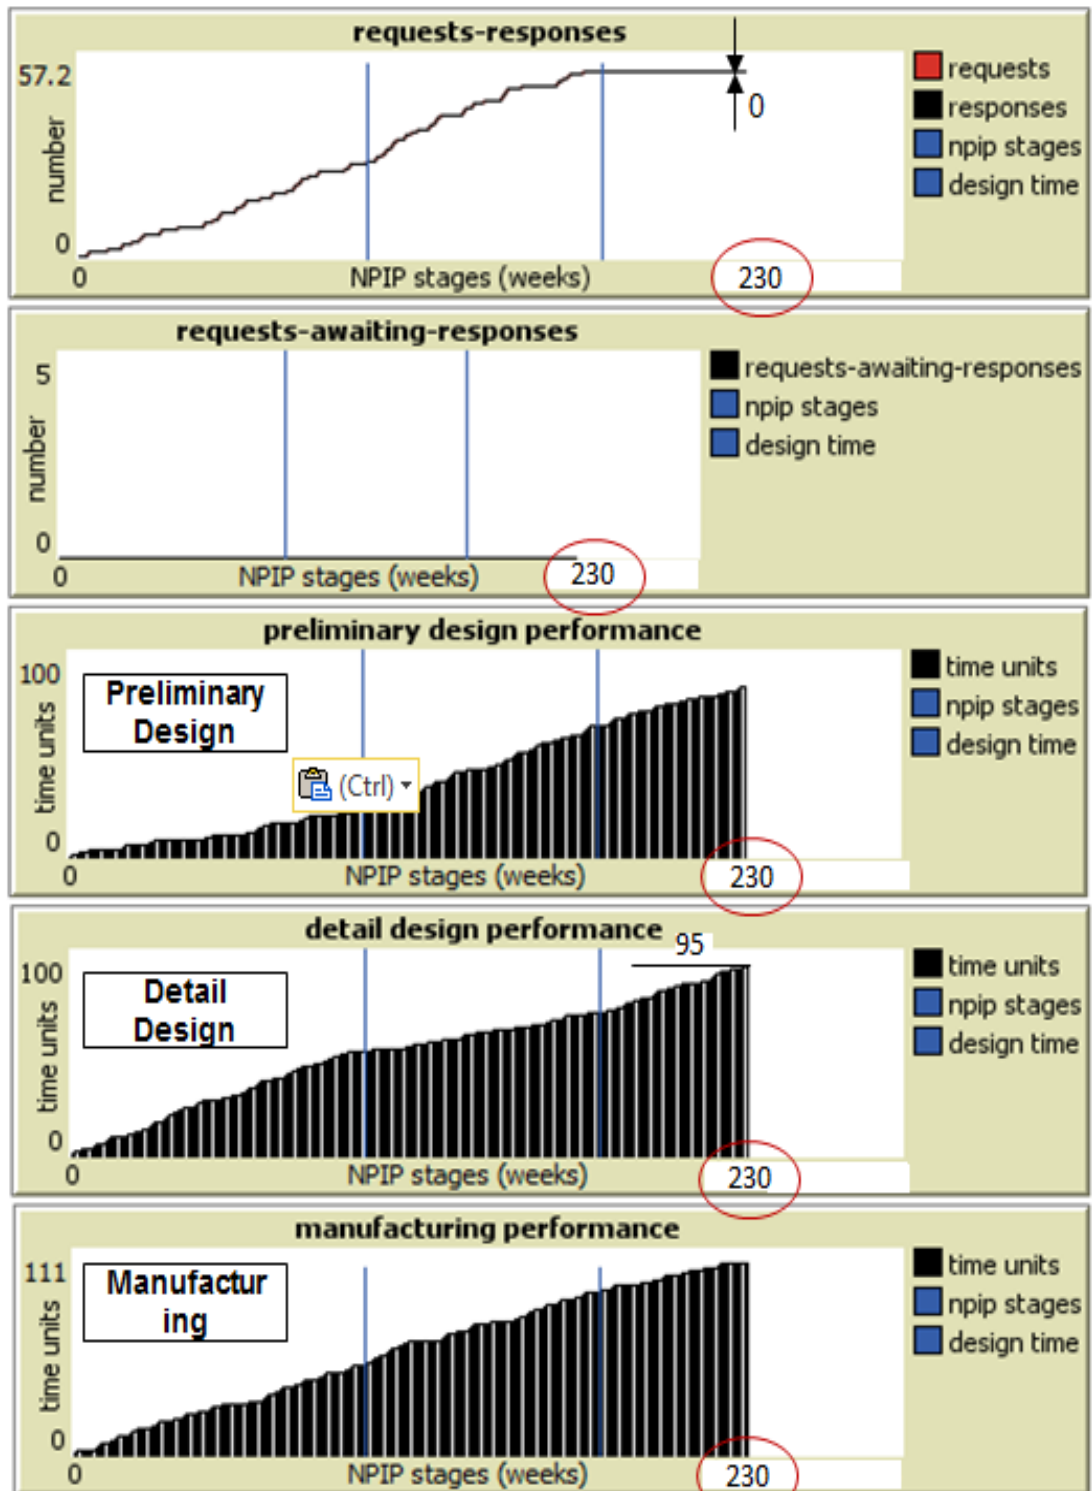 requests-responses
57.2
number
0
0
NPIP stages (weeks)
230
0
requests
responses
npip stages
design time
requests-awaiting-responses
5
number
0
0
NPIP stages (weeks)
230
requests-awaiting-responses
npip stages
design time
preliminary design performance
100
time units
0
Preliminary
Design
(Ctrl)
0
NPIP stages (weeks)
230
time units
npip stages
design time
detail design performance
95
100
time units
0
Detail
Design
0
NPIP stages (weeks)
230
time units
npip stages
design time
manufacturing performance
111
time units
0
Manufactur
ing
0
NPIP stages (weeks)
230
time units
npip stages
design time